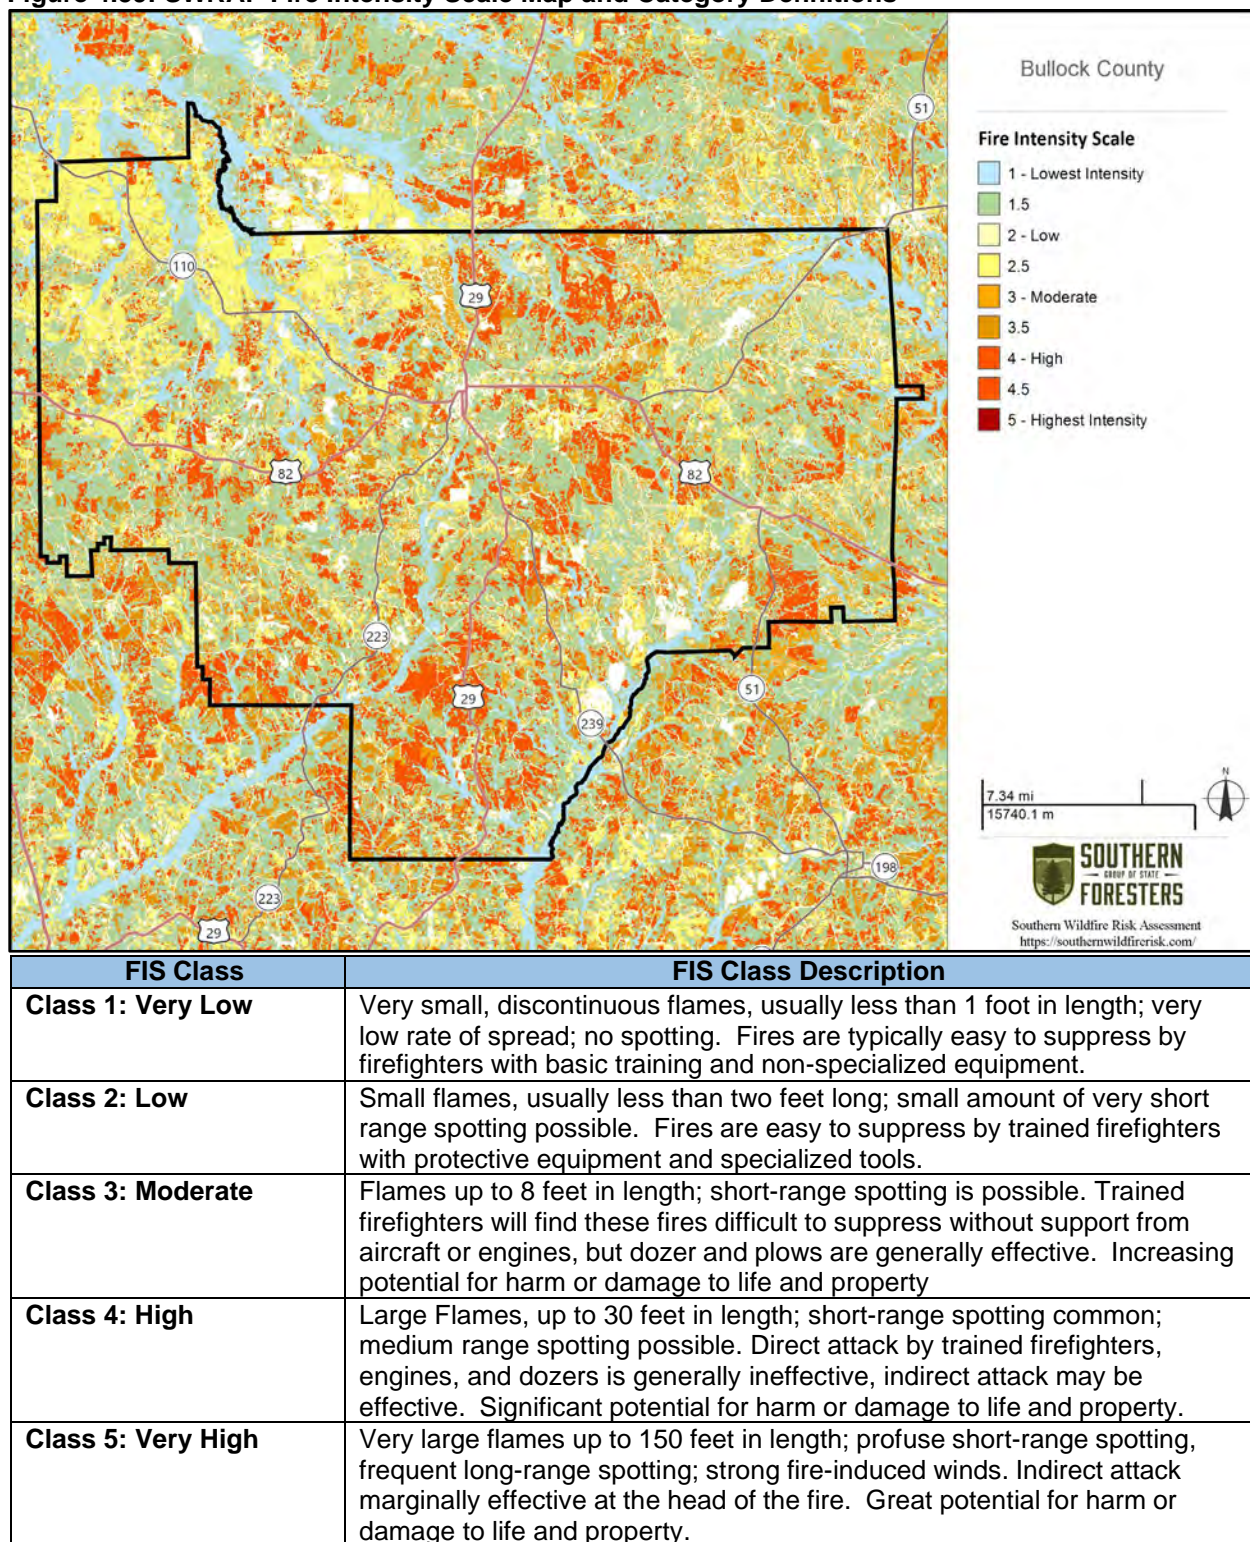 Bullock County
Fire Intensity Scale
1 - Lowest Intensity
1.5
2 - Low
2.5
3 - Moderate
3.5
4 - High
4.5
5 - Highest Intensity
51
110
29
82
82
223
29
51
239
198
223
29
N
7.34 mi
15740.1 m
SOUTHERN
GROUP OF STATE
FORESTERS
Southern Wildfire Risk Assessment
https://southernwildfirerisk.com/
FIS Class FIS Class Description
Class 1: Very Low Very small, discontinuous flames, usually less than 1 foot in length; very
low rate of spread; no spotting. Fires are typically easy to suppress by
firefighters with basic training and non-specialized equipment.
Class 2: Low Small flames, usually less than two feet long; small amount of very short
range spotting possible. Fires are easy to suppress by trained firefighters
with protective equipment and specialized tools.
Class 3: Moderate Flames up to 8 feet in length; short-range spotting is possible. Trained
firefighters will find these fires difficult to suppress without support from
aircraft or engines, but dozer and plows are generally effective. Increasing
potential for harm or damage to life and property
Class 4: High Large Flames, up to 30 feet in length; short-range spotting common;
medium range spotting possible. Direct attack by trained firefighters,
engines, and dozers is generally ineffective, indirect attack may be
effective. Significant potential for harm or damage to life and property.
Class 5: Very High Very large flames up to 150 feet in length; profuse short-range spotting,
frequent long-range spotting; strong fire-induced winds. Indirect attack
marginally effective at the head of the fire. Great potential for harm or
damage to life and property.